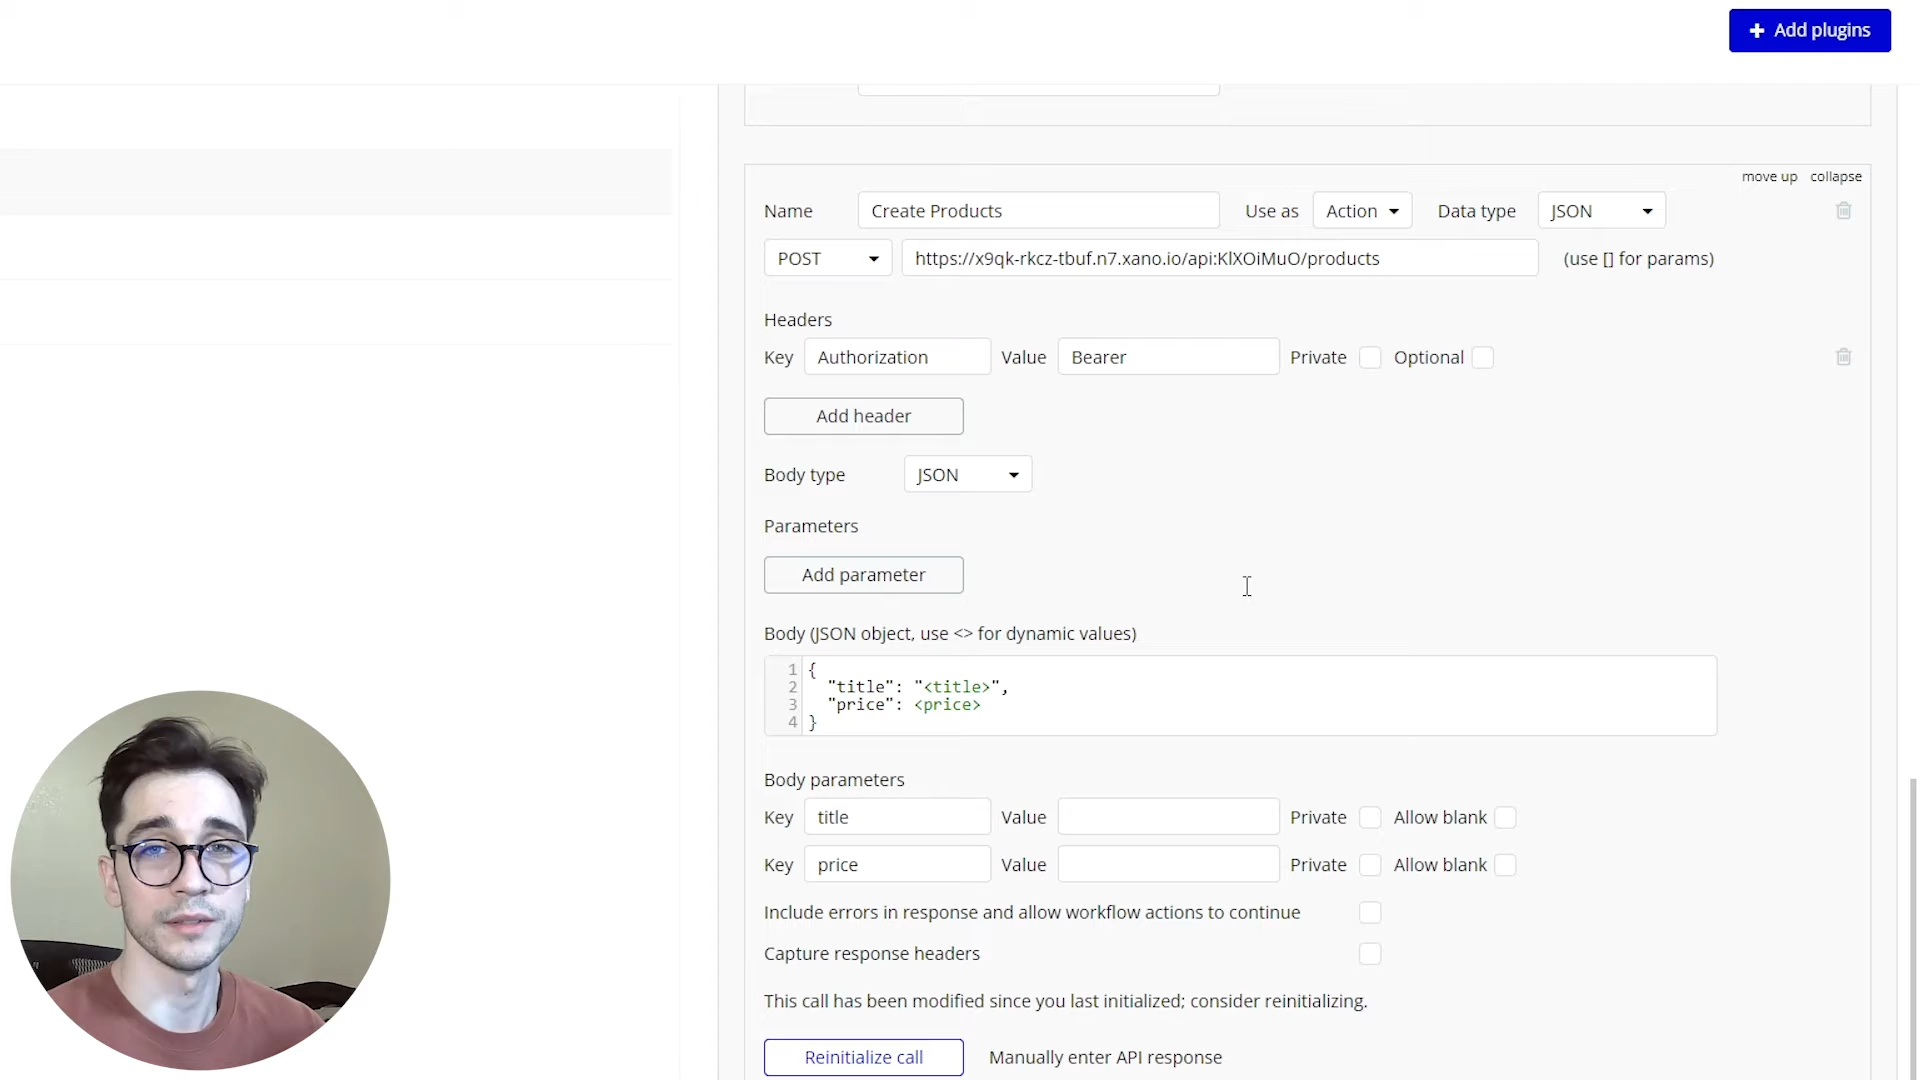 + Add plugins
move up collapse
Name Create Products Use as Action Data type JSON
POST https://x9qk-rkcz-tbuf.n7.xano.io/api:KlXOiMuO/products (use [] for params)
Headers
Key Authorization Value Bearer Private Optional
Add header
Body type JSON
Parameters
Add parameter
Body (JSON object, use <> for dynamic values)
1 {
2 "title": "<title>",
3 "price": <price>
4 }
Body parameters
Key title Value Private Allow blank
Key price Value Private Allow blank
Include errors in response and allow workflow actions to continue
Capture response headers
This call has been modified since you last initialized; consider reinitializing.
Reinitialize call Manually enter API response